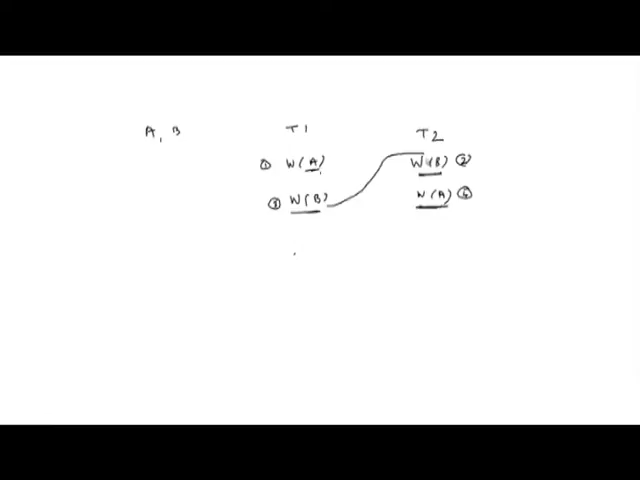 A, B T1 T2
① W(A) W(B) ②
③ W(B) W(A) ④